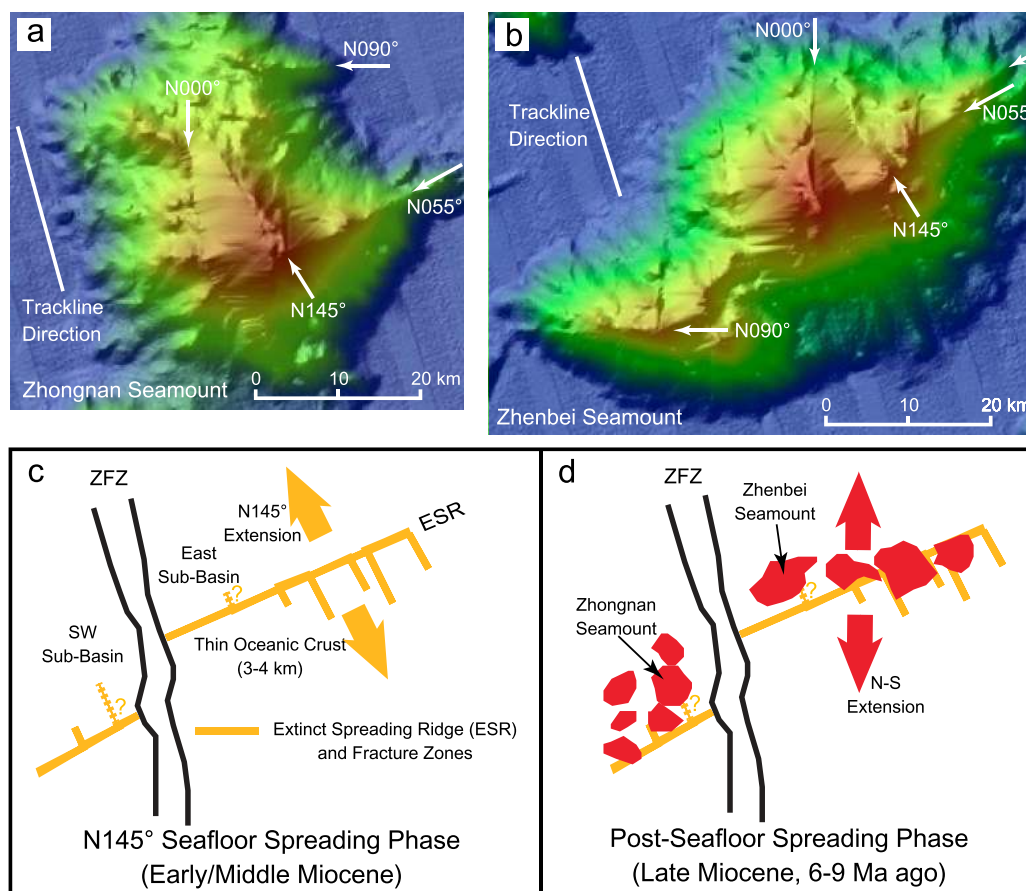 a
N090°
N000°
N055°
N145°
Trackline
Direction
Zhongnan Seamount
0 10 20 km
b
N000°
Trackline
Direction
N055
N145°
N090°
Zhenbei Seamount
0 10 20 km
c
ZFZ
N145°
Extension
ESR
East
Sub-Basin
?
SW
Sub-Basin
Thin Oceanic Crust
(3-4 km)
?
Extinct Spreading Ridge (ESR)
and Fracture Zones
N145° Seafloor Spreading Phase
(Early/Middle Miocene)
d
ZFZ
Zhenbei
Seamount
?
Zhongnan
Seamount
N-S
Extension
?
Post-Seafloor Spreading Phase
(Late Miocene, 6-9 Ma ago)